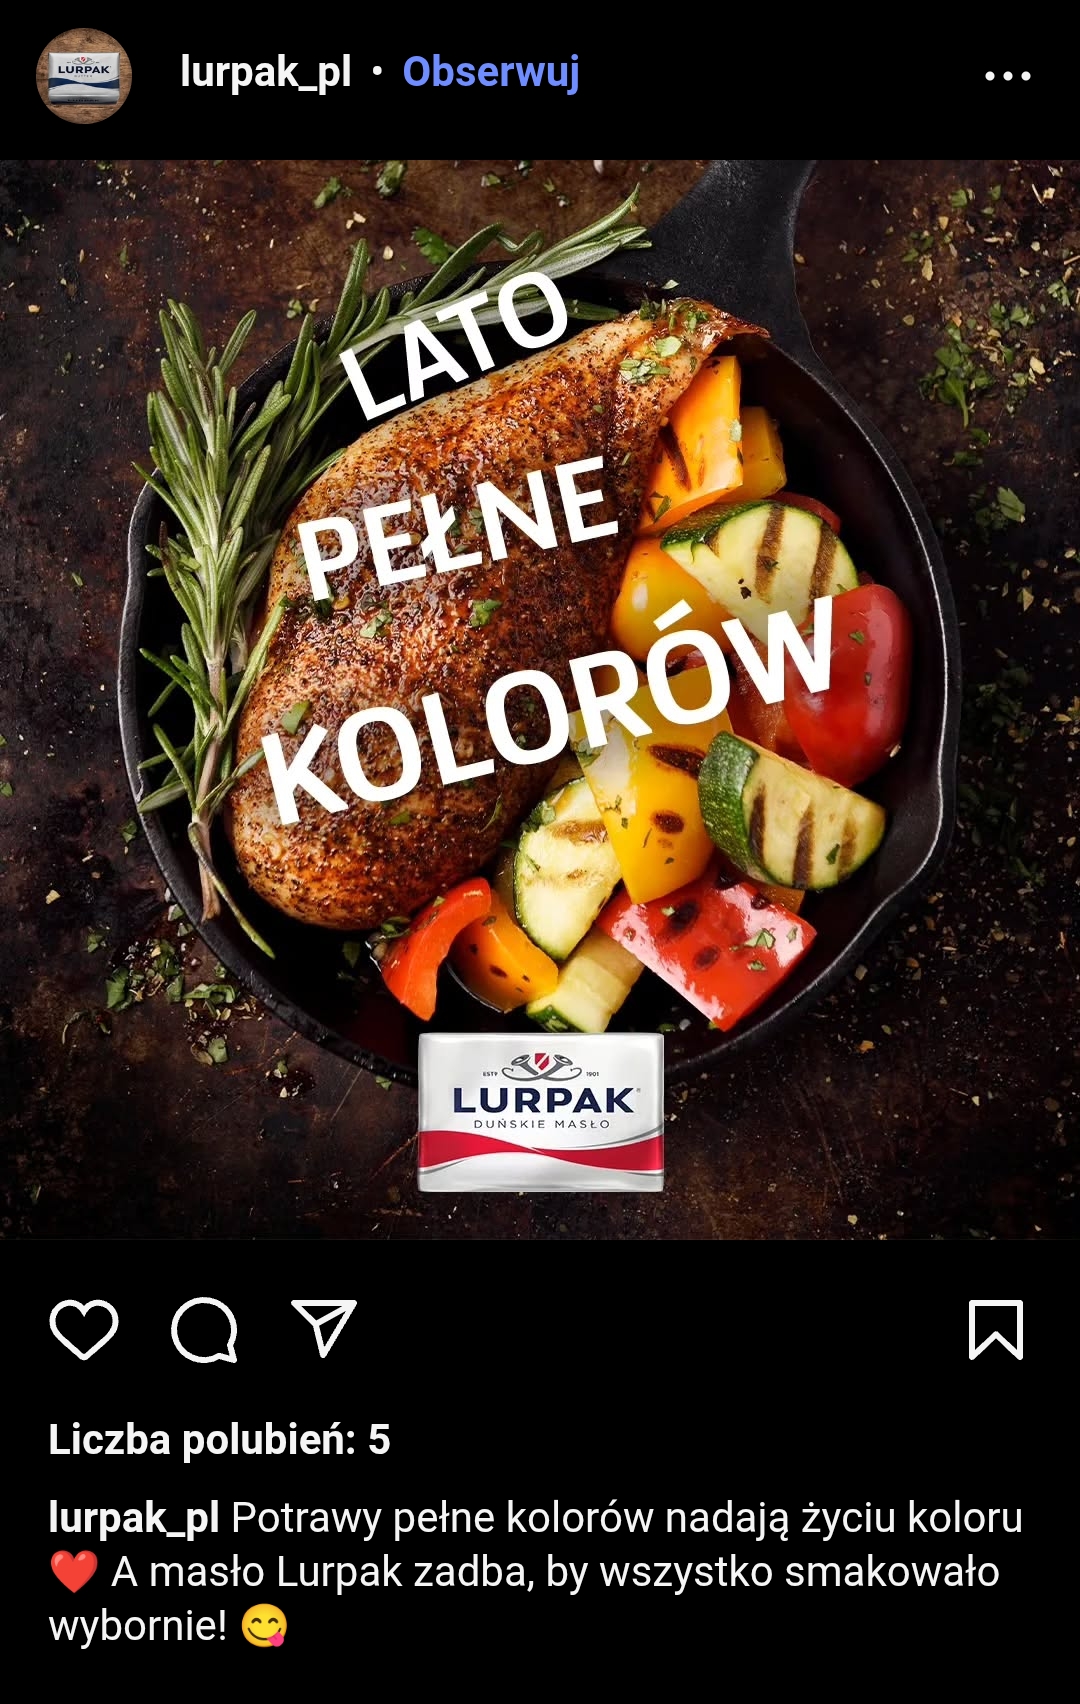 LURPAK
lurpak_pl • Obserwuj
LATO
PEŁNE
KOLORÓW
ESTD 1901
LURPAK®
DUŃSKIE MASŁO
Liczba polubień: 5
lurpak_pl Potrawy pełne kolorów nadają życiu koloru
❤️ A masło Lurpak zadba, by wszystko smakowało
wybornie! 😋